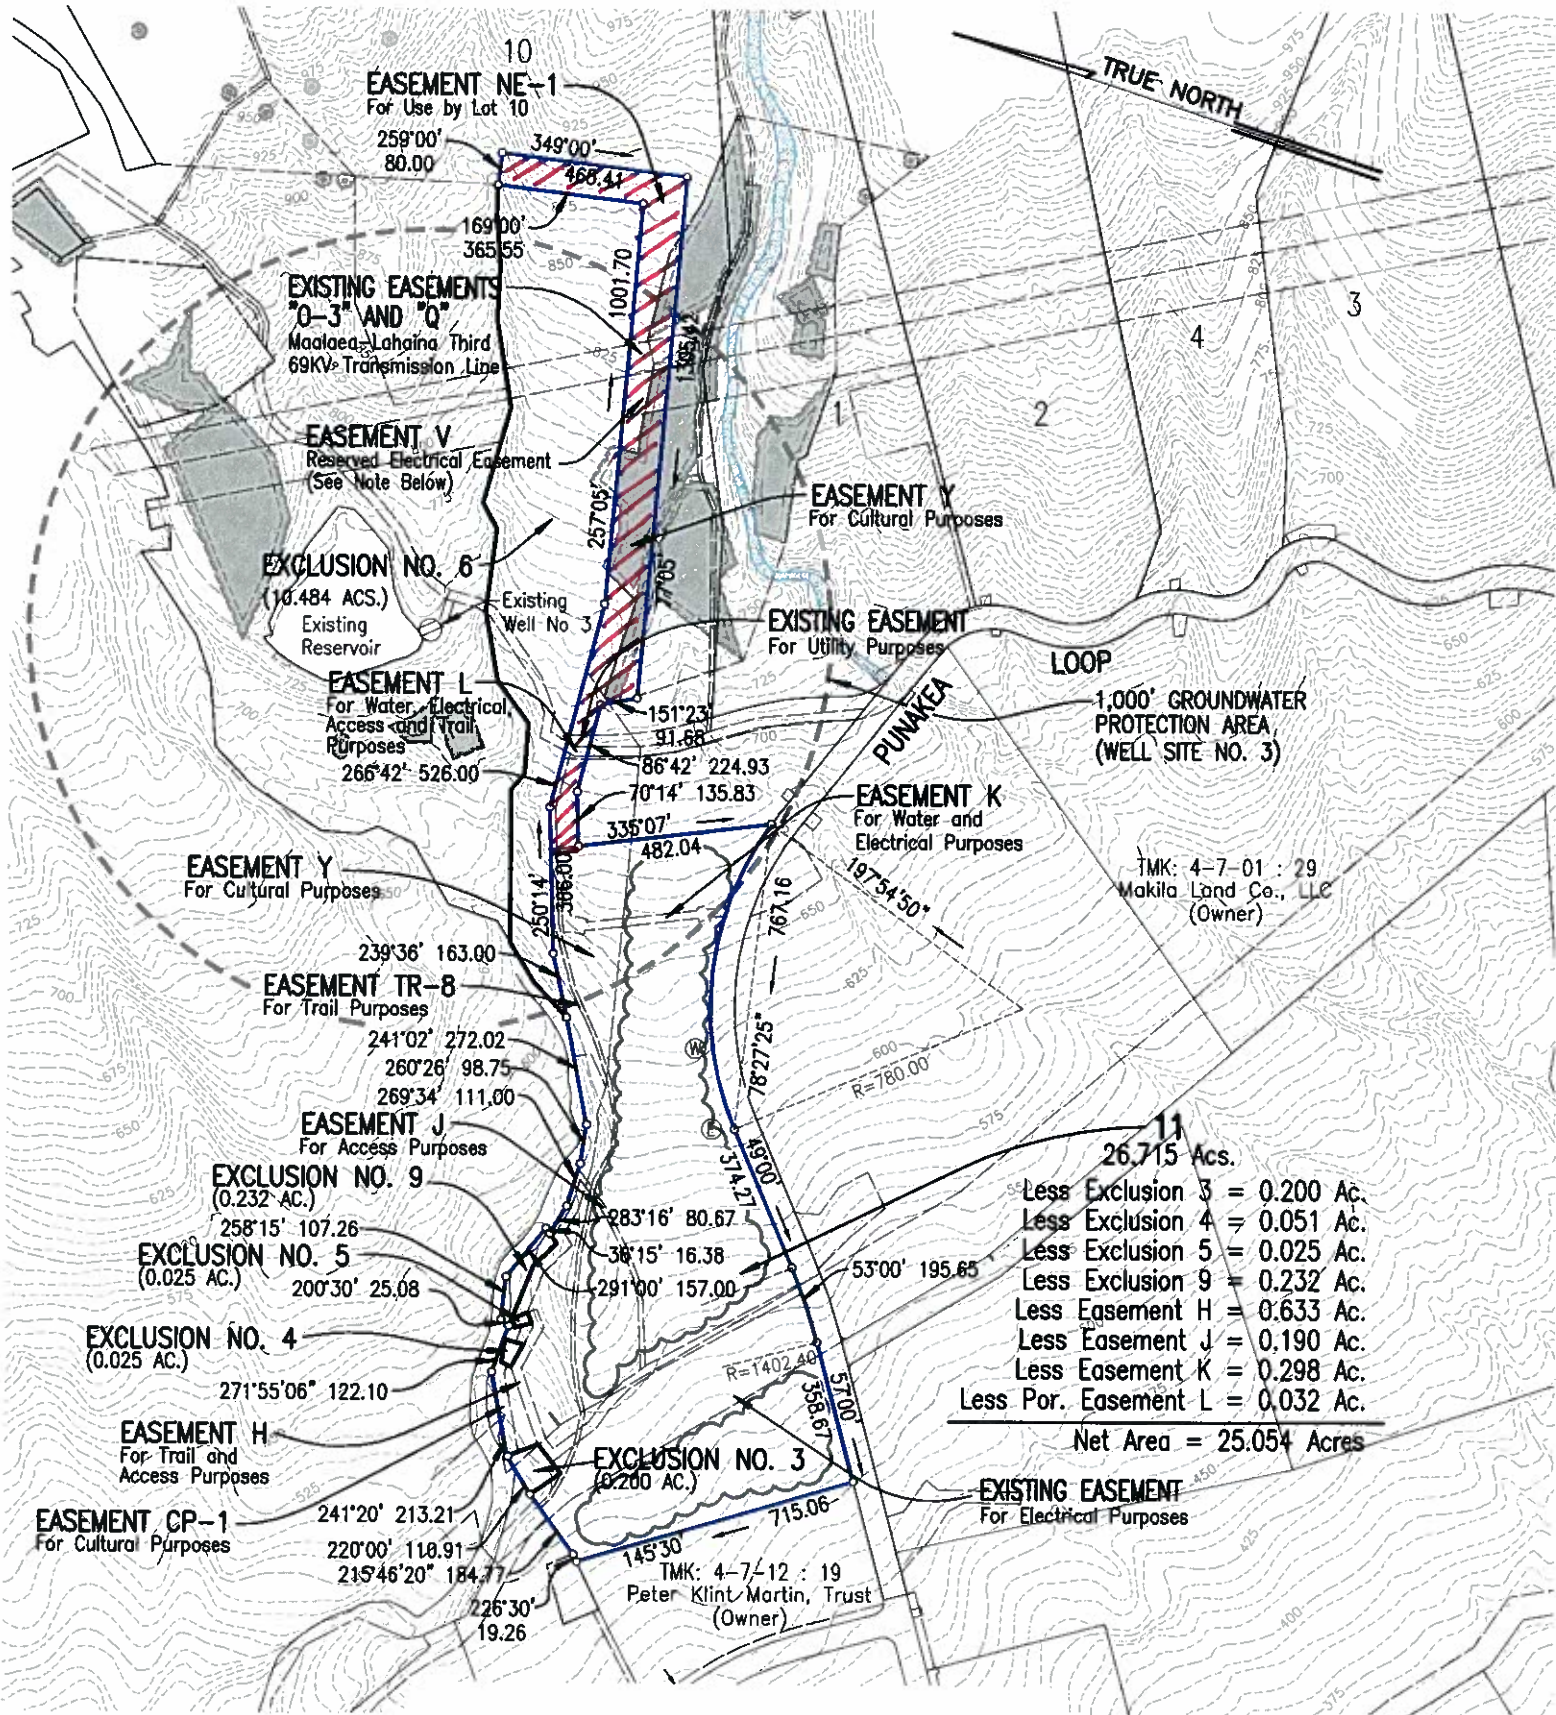 10
EASEMENT NE-1
For Use by Lot 10
259°00'
80.00
349°00'
468.41
TRUE NORTH
169°00'
365.55
1001.70
1395.42
EXISTING EASEMENTS
"O-3" AND "Q"
Maalaea-Lahaina Third
69KV Transmission Line
3
4
2
1
EASEMENT V
Reserved Electrical Easement
(See Note Below)
257°05'
77°05'
EASEMENT Y
For Cultural Purposes
EXCLUSION NO. 6
(10.484 ACS.)
Existing
Reservoir
Existing
Well No 3
EXISTING EASEMENT
For Utility Purposes
LOOP
PUNAKEA
1,000' GROUNDWATER
PROTECTION AREA
(WELL SITE NO. 3)
EASEMENT L
For Water, Electrical,
Access and Trail
Purposes
266°42' 526.00
151°23'
91.68
86°42' 224.93
70°14' 135.83
335°07'
482.04
EASEMENT K
For Water and
Electrical Purposes
197°54'50"
767.16
TMK: 4-7-01 : 29
Makila Land Co., LLC
(Owner)
EASEMENT Y
For Cultural Purposes
250°14'
386.00
239°36' 163.00
EASEMENT TR-8
For Trail Purposes
241°02' 272.02
260°26' 98.75
269°34' 111.00
78°27'25"
R=780.00
W
E
EASEMENT J
For Access Purposes
EXCLUSION NO. 9
(0.232 AC.)
258°15' 107.26
EXCLUSION NO. 5
(0.025 AC.)
200°30' 25.08
EXCLUSION NO. 4
(0.025 AC.)
271°55'06" 122.10
49°00'
374.27
283°16' 80.67
36°15' 16.38
291°00' 157.00
53°00' 195.65
R=1402.40
57°00'
358.67
11
26.715 Acs.
Less Exclusion 3 = 0.200 Ac.
Less Exclusion 4 = 0.051 Ac.
Less Exclusion 5 = 0.025 Ac.
Less Exclusion 9 = 0.232 Ac.
Less Easement H = 0.633 Ac.
Less Easement J = 0.190 Ac.
Less Easement K = 0.298 Ac.
Less Por. Easement L = 0.032 Ac.
Net Area = 25.054 Acres
EASEMENT H
For Trail and
Access Purposes
EXCLUSION NO. 3
(0.200 AC.)
EASEMENT CP-1
For Cultural Purposes
241°20' 213.21
220°00' 118.91
215°46'20" 184.77
226°30'
19.26
145°30'
715.06
EXISTING EASEMENT
For Electrical Purposes
TMK: 4-7-12 : 19
Peter Klint Martin, Trust
(Owner)